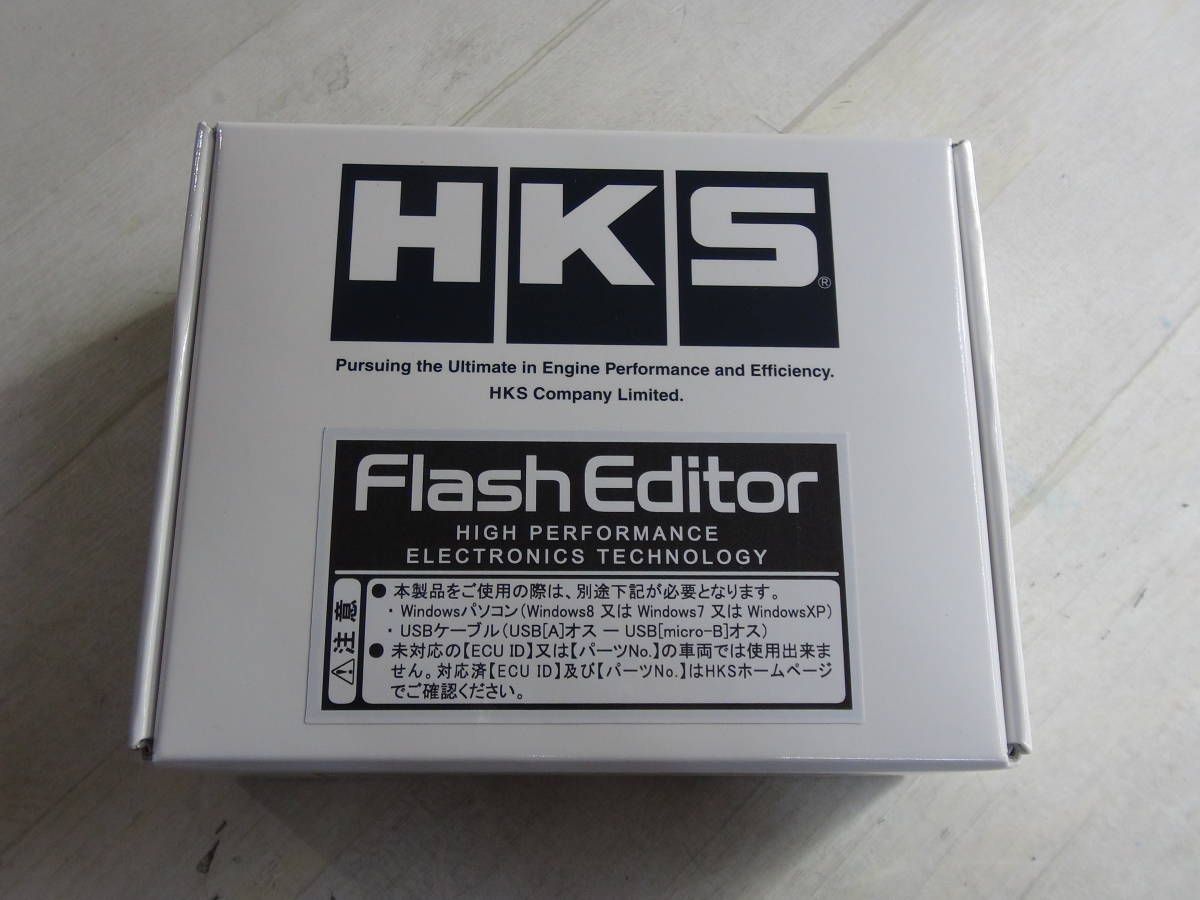 HKS®
Pursuing the Ultimate in Engine Performance and Efficiency.
HKS Company Limited.
Flash Editor
HIGH PERFORMANCE
ELECTRONICS TECHNOLOGY
⚠注意
● 本製品をご使用の際は、別途下記が必要となります。
・Windowsパソコン(Windows8 又は Windows7 又は WindowsXP)
・USBケーブル(USB[A]オス ー USB[micro-B]オス)
● 未対応の【ECU ID】又は【パーツNo.】の車両では使用出来ま
せん。対応済【ECU ID】及び【パーツNo.】はHKSホームページ
でご確認ください。